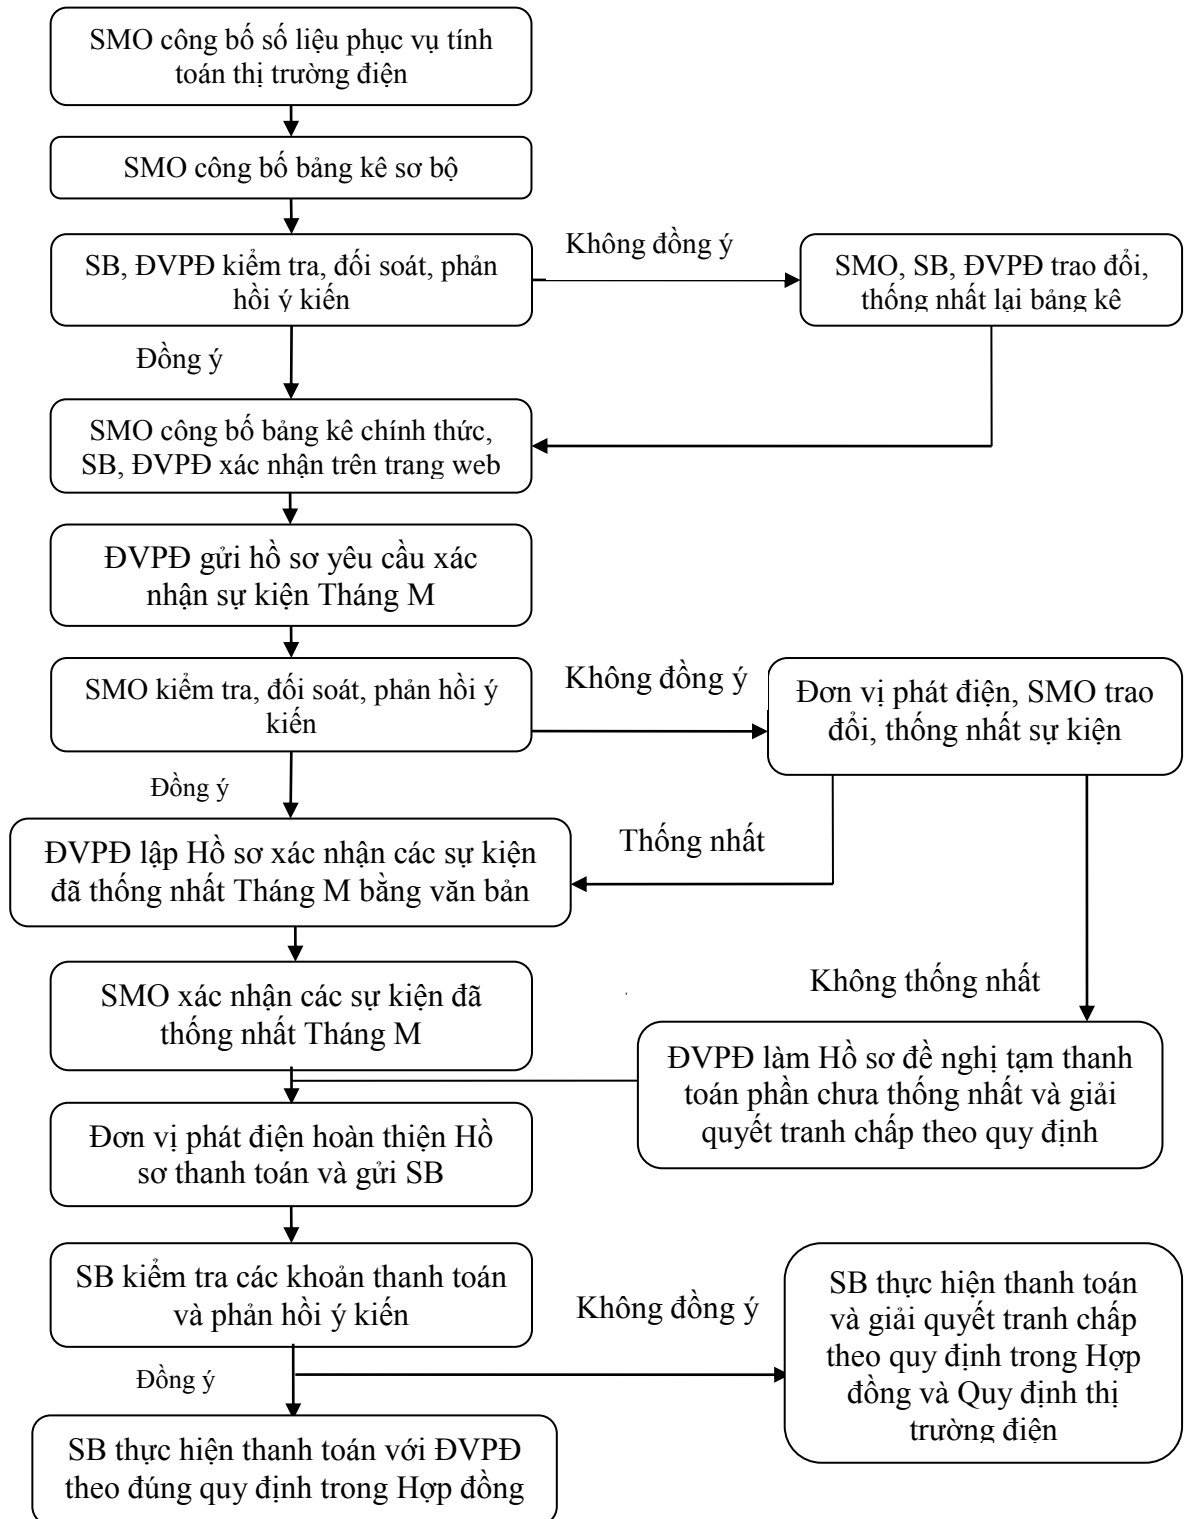 SMO công bố số liệu phục vụ tính
toán thị trường điện
SMO công bố bảng kê sơ bộ
SB, ĐVPĐ kiểm tra, đối soát, phản
hồi ý kiến
Không đồng ý
SMO, SB, ĐVPĐ trao đổi,
thống nhất lại bảng kê
Đồng ý
SMO công bố bảng kê chính thức,
SB, ĐVPĐ xác nhận trên trang web
ĐVPĐ gửi hồ sơ yêu cầu xác
nhận sự kiện Tháng M
SMO kiểm tra, đối soát, phản hồi ý
kiến
Không đồng ý
Đơn vị phát điện, SMO trao
đổi, thống nhất sự kiện
Đồng ý
Thống nhất
ĐVPĐ lập Hồ sơ xác nhận các sự kiện
đã thống nhất Tháng M bằng văn bản
Không thống nhất
SMO xác nhận các sự kiện đã
thống nhất Tháng M
ĐVPĐ làm Hồ sơ đề nghị tạm thanh
toán phần chưa thống nhất và giải
quyết tranh chấp theo quy định
Đơn vị phát điện hoàn thiện Hồ
sơ thanh toán và gửi SB
SB kiểm tra các khoản thanh toán
và phản hồi ý kiến
Không đồng ý
SB thực hiện thanh toán
và giải quyết tranh chấp
theo quy định trong Hợp
đồng và Quy định thị
trường điện
Đồng ý
SB thực hiện thanh toán với ĐVPĐ
theo đúng quy định trong Hợp đồng